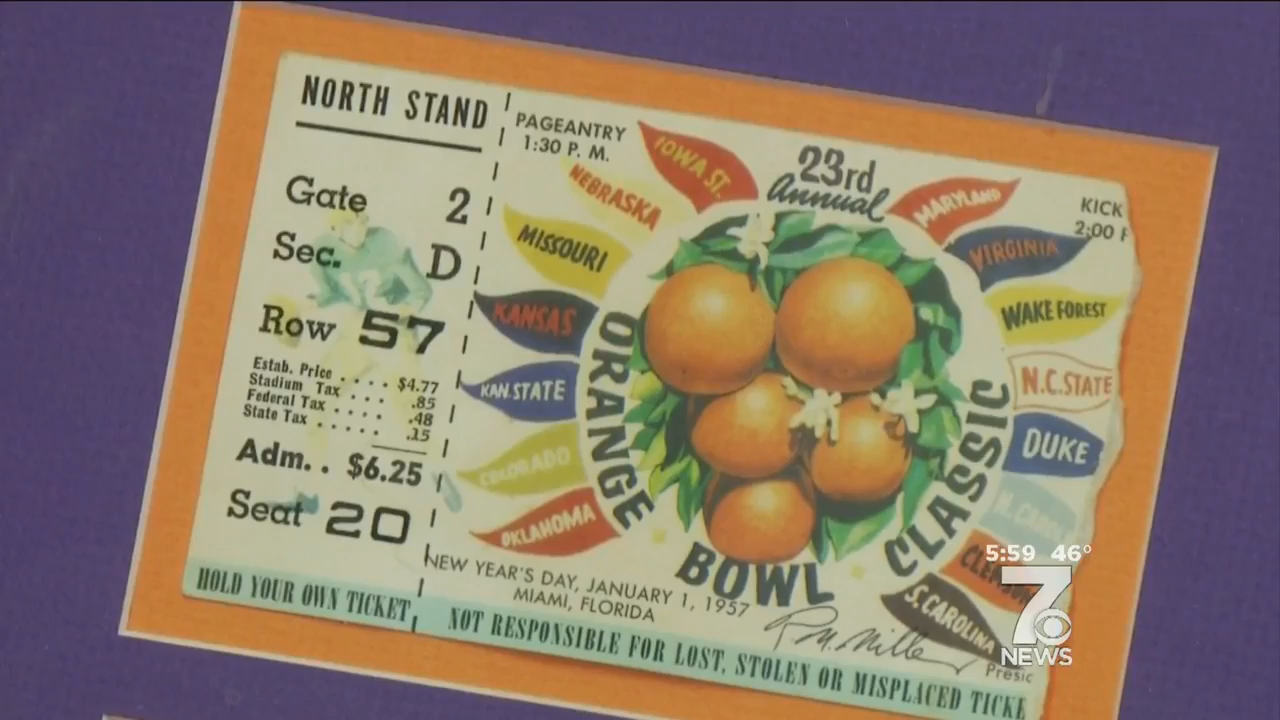 NORTH STAND
Gate 2
Sec. D
Row 57
Estab. Price . . . . . $4.77
Stadium Tax . . . . .85
Federal Tax . . . . . .48
State Tax . . . . . .15
Adm. . $6.25
Seat 20
HOLD YOUR OWN TICKET
PAGEANTRY
1:30 P. M.
IOWA ST.
NEBRASKA
MISSOURI
KANSAS
KAN. STATE
COLORADO
OKLAHOMA
23rd
Annual
ORANGE
BOWL
CLASSIC
KICK
2:00
MARYLAND
VIRGINIA
WAKE FOREST
N.C. STATE
DUKE
S. CAROLINA
NEW YEAR'S DAY, JANUARY 1, 1957
MIAMI, FLORIDA
NOT RESPONSIBLE FOR LOST, STOLEN OR MISPLACED TICKE
5:59 46°
7
NEWS